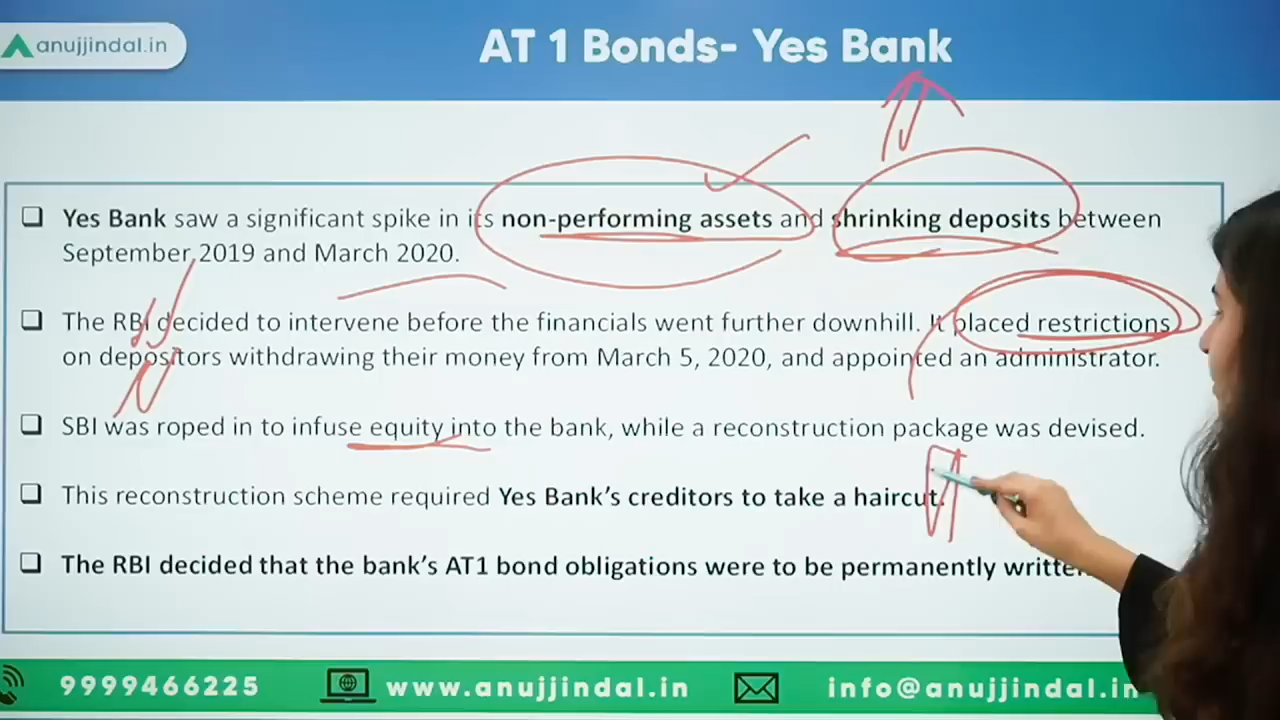 anujjindal.in
AT 1 Bonds- Yes Bank
❑ Yes Bank saw a significant spike in its non-performing assets and shrinking deposits between
September 2019 and March 2020.
❑ The RBI decided to intervene before the financials went further downhill. It placed restrictions
on depositors withdrawing their money from March 5, 2020, and appointed an administrator.
❑ SBI was roped in to infuse equity into the bank, while a reconstruction package was devised.
❑ This reconstruction scheme required Yes Bank's creditors to take a haircut.
❑ The RBI decided that the bank's AT1 bond obligations were to be permanently
9999466225 www.anujjindal.in info@anujjindal.in